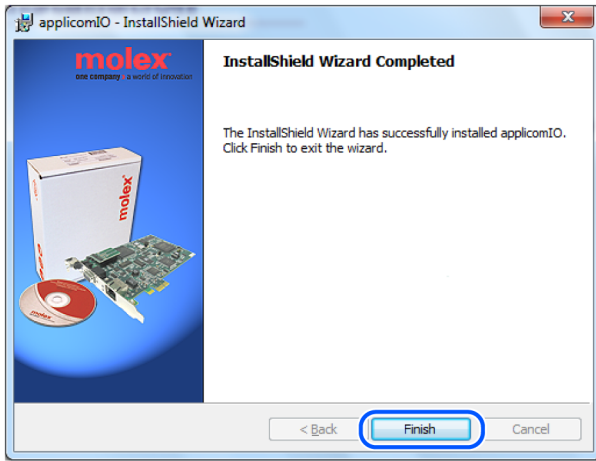 applicomIO - InstallShield Wizard
molex
one company › a world of innovation
InstallShield Wizard Completed
The InstallShield Wizard has successfully installed applicomIO.
Click Finish to exit the wizard.
molex
molex
< Back
Finish
Cancel